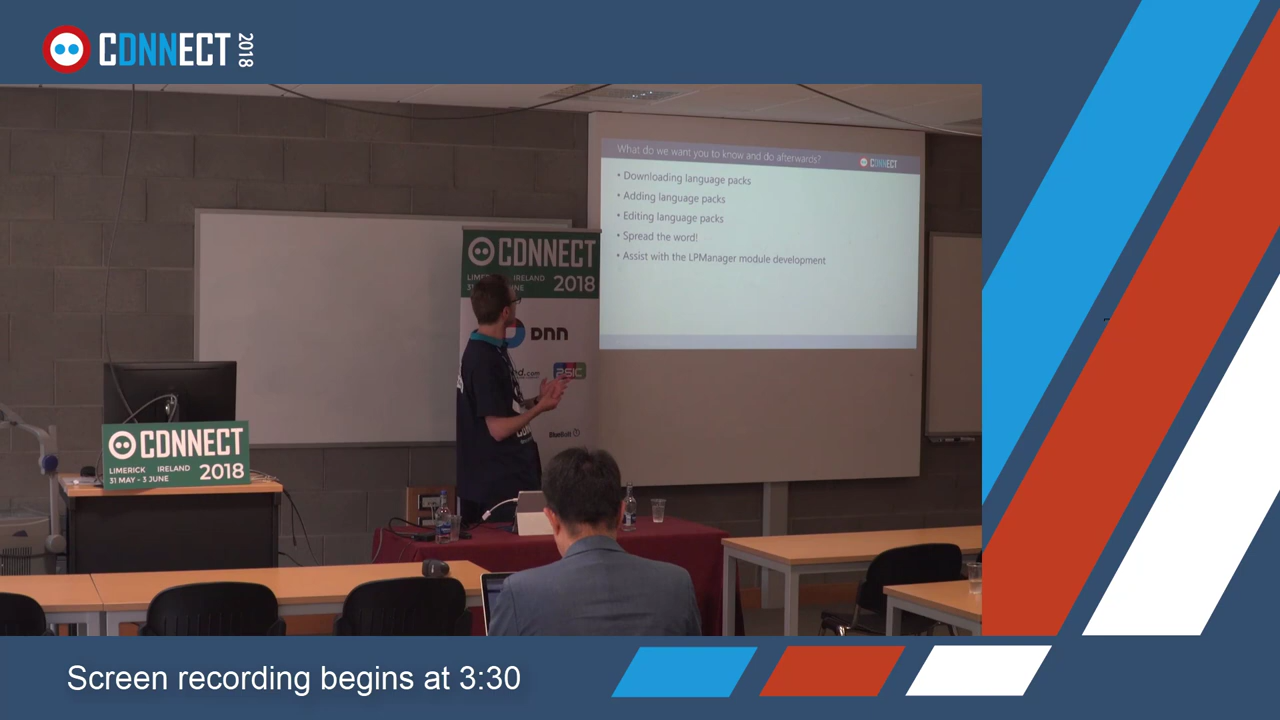 CDNNECT 2018
What do we want you to know and do afterwards?
CDNNECT
• Downloading language packs
• Adding language packs
• Editing language packs
• Spread the word!
• Assist with the LPManager module development
CDNNECT
LIMERICK IRELAND
31 MAY - 3 JUNE
2018
CDNNECT
IRELAND
JUNE
2018
DNN
Screen recording begins at 3:30